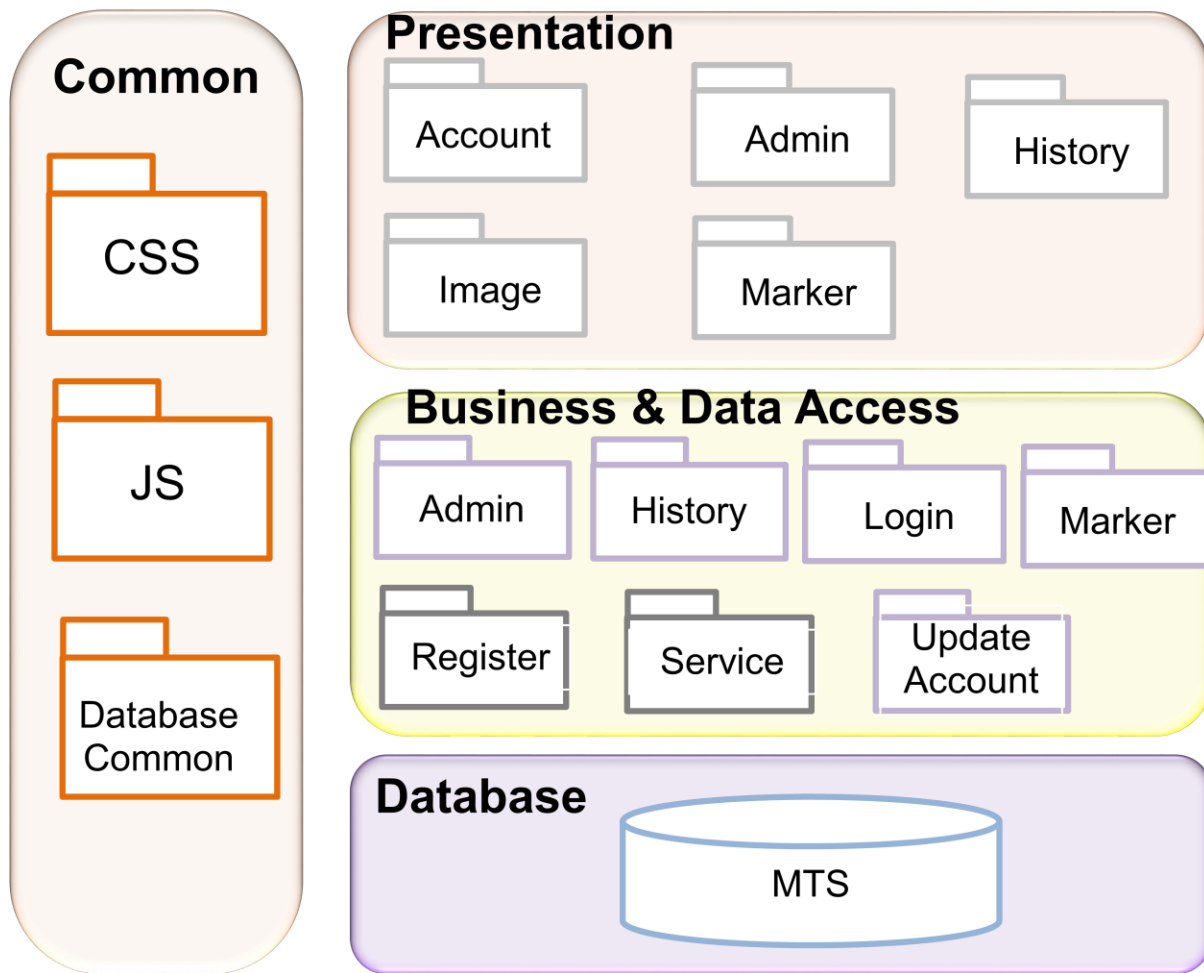 Common
CSS
JS
Database
Common
Presentation
Account
Admin
History
Image
Marker
Business & Data Access
Admin
History
Login
Marker
Register
Service
Update
Account
Database
MTS